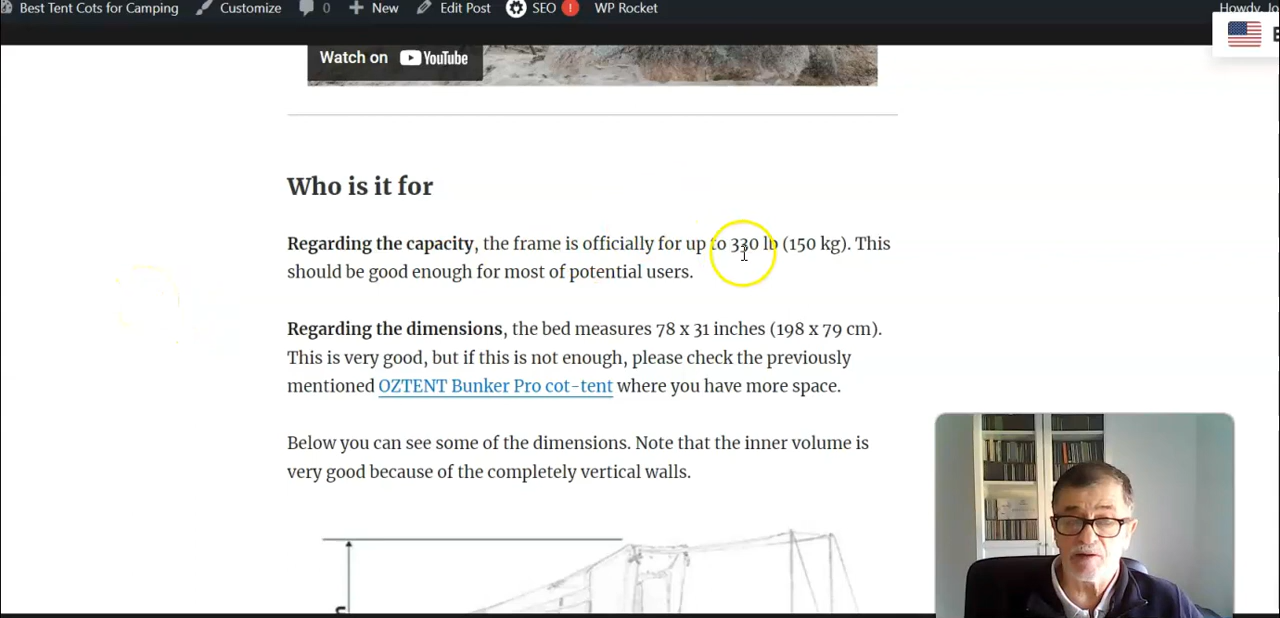 Best Tent Cots for Camping Customize 0 New Edit Post SEO ! WP Rocket Howdy, Jo
Watch on YouTube
Who is it for
Regarding the capacity, the frame is officially for up to 330 lb (150 kg). This
should be good enough for most of potential users.
Regarding the dimensions, the bed measures 78 x 31 inches (198 x 79 cm).
This is very good, but if this is not enough, please check the previously
mentioned OZTENT Bunker Pro cot-tent where you have more space.
Below you can see some of the dimensions. Note that the inner volume is
very good because of the completely vertical walls.